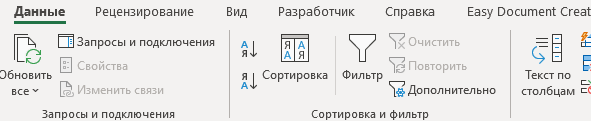 Данные Рецензирование Вид Разработчик Справка Easy Document Creat
Обновить
все
Запросы и подключения
Свойства
Изменить связи
Запросы и подключения
А
Я
Я
А
Я А
А Я
Сортировка
Фильтр
Очистить
Повторить
Дополнительно
Сортировка и фильтр
Текст по
столбцам